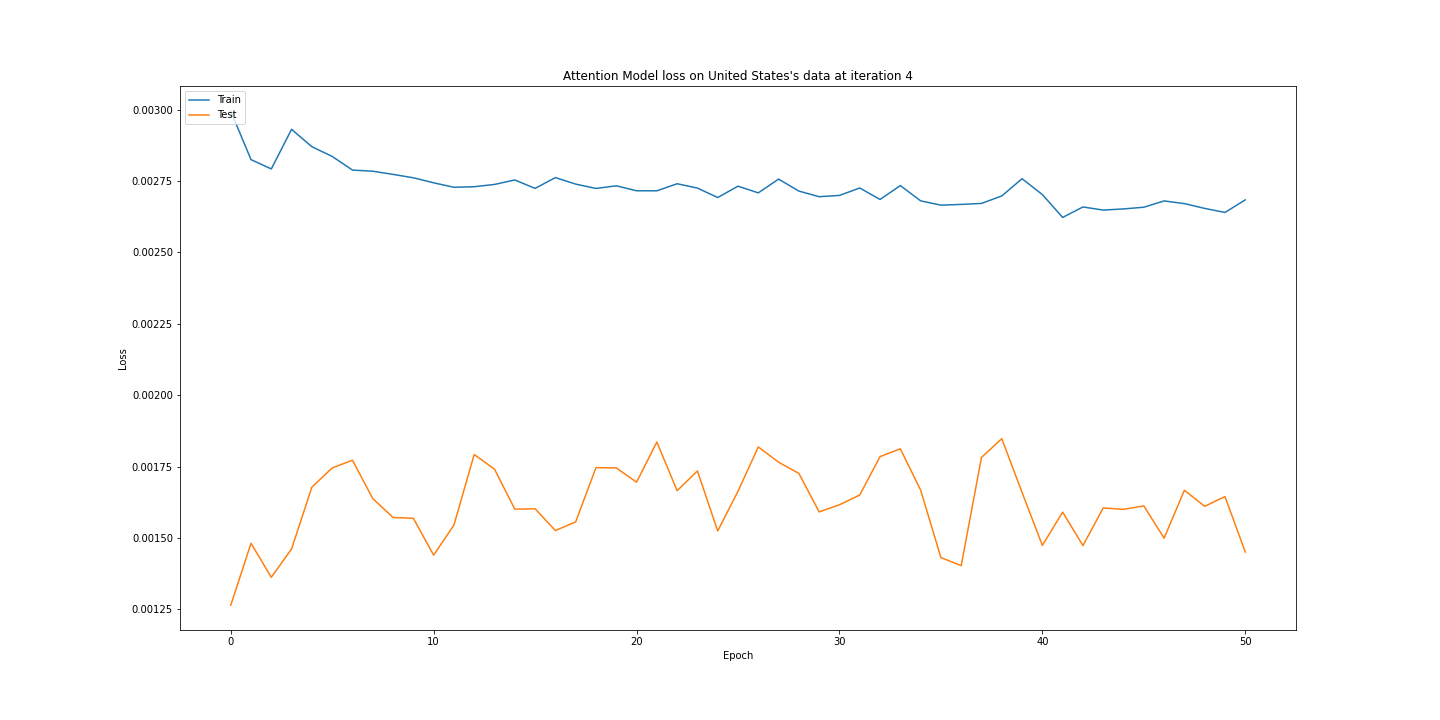 Attention Model loss on United States's data at iteration 4
Train
Test
0.00300
0.00275
0.00250
0.00225
0.00200
0.00175
0.00150
0.00125
Loss
0 10 20 30 40 50
Epoch